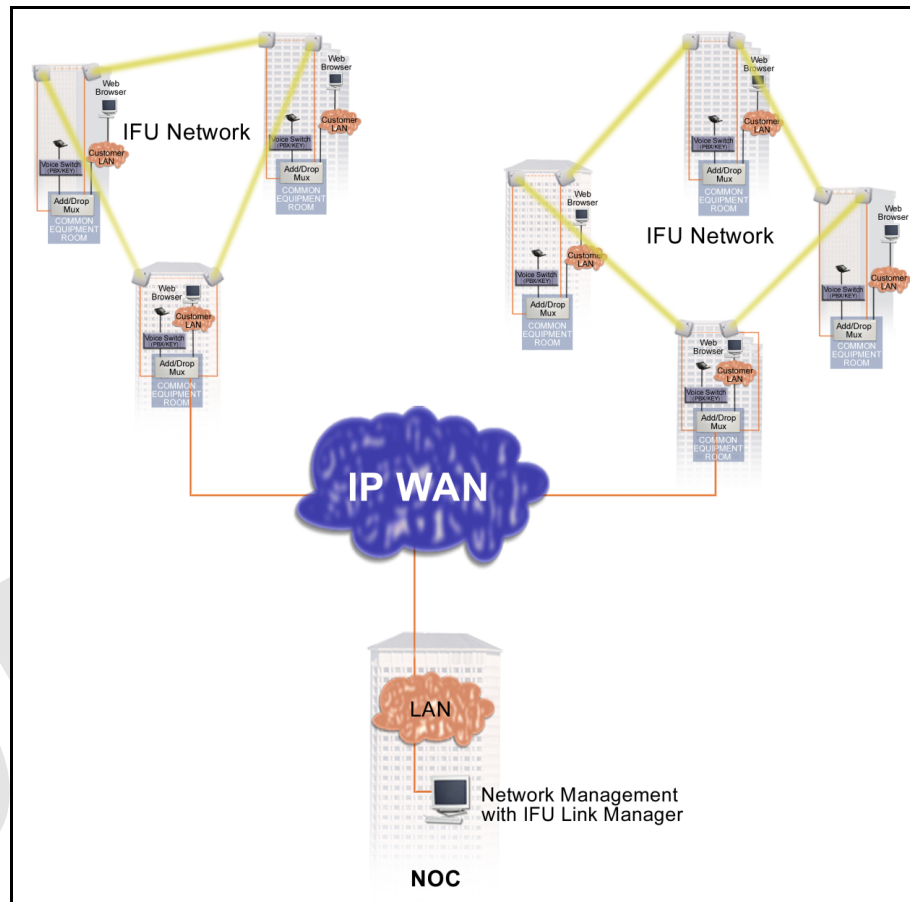 Web
Browser
IFU Network
Customer
LAN
Voice Switch
(PBX/KEY)
Add/Drop
Mux
COMMON
EQUIPMENT
ROOM
Web
Browser
Customer
LAN
Voice Switch
(PBX/KEY)
Add/Drop
Mux
COMMON
EQUIPMENT
ROOM
Web
Browser
Customer
LAN
Voice Switch
(PBX/KEY)
Add/Drop
Mux
COMMON
EQUIPMENT
ROOM
Web
Browser
Customer
LAN
Voice Switch
(PBX/KEY)
Add/Drop
Mux
COMMON
EQUIPMENT
ROOM
Web
Browser
Customer
LAN
Voice Switch
(PBX/KEY)
Add/Drop
Mux
COMMON
EQUIPMENT
ROOM
IFU Network
Web
Browser
Customer
LAN
Voice Switch
(PBX/KEY)
Add/Drop
Mux
COMMON
EQUIPMENT
ROOM
Web
Browser
Customer
LAN
Voice Switch
(PBX/KEY)
Add/Drop
Mux
COMMON
EQUIPMENT
ROOM
IP WAN
LAN
Network Management
with IFU Link Manager
NOC